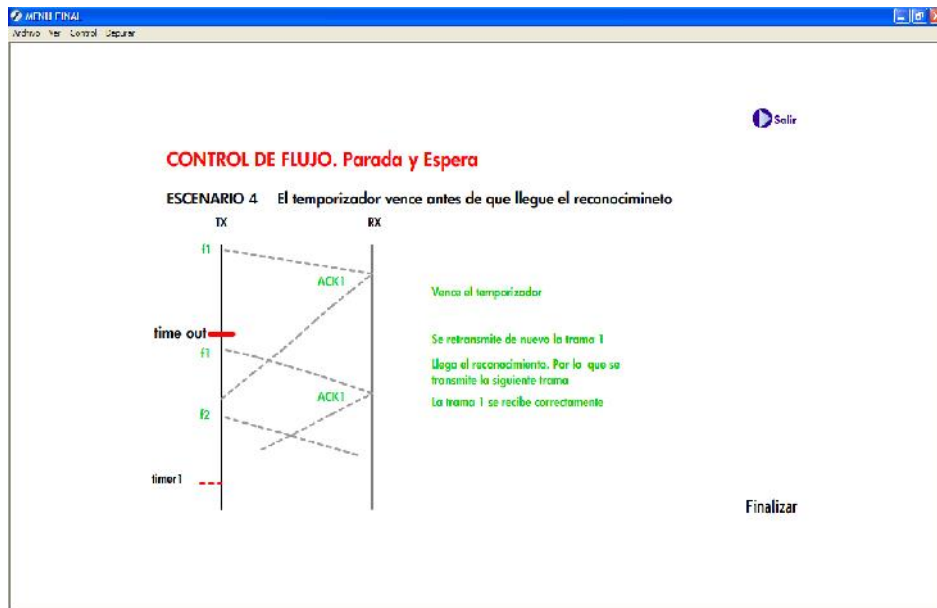 MENU FINAL
Archivo Ver Control Depurar
Salir
CONTROL DE FLUJO. Parada y Espera
ESCENARIO 4 El temporizador vence antes de que llegue el reconocimineto
TX RX
f1
ACK1
Vence el temporizador
time out
Se retransmite de nuevo la trama 1
f1
Llega el reconocimiento. Por lo que se
transmite la siguiente trama
ACK1
La trama 1 se recibe correctamente
f2
timer1
Finalizar